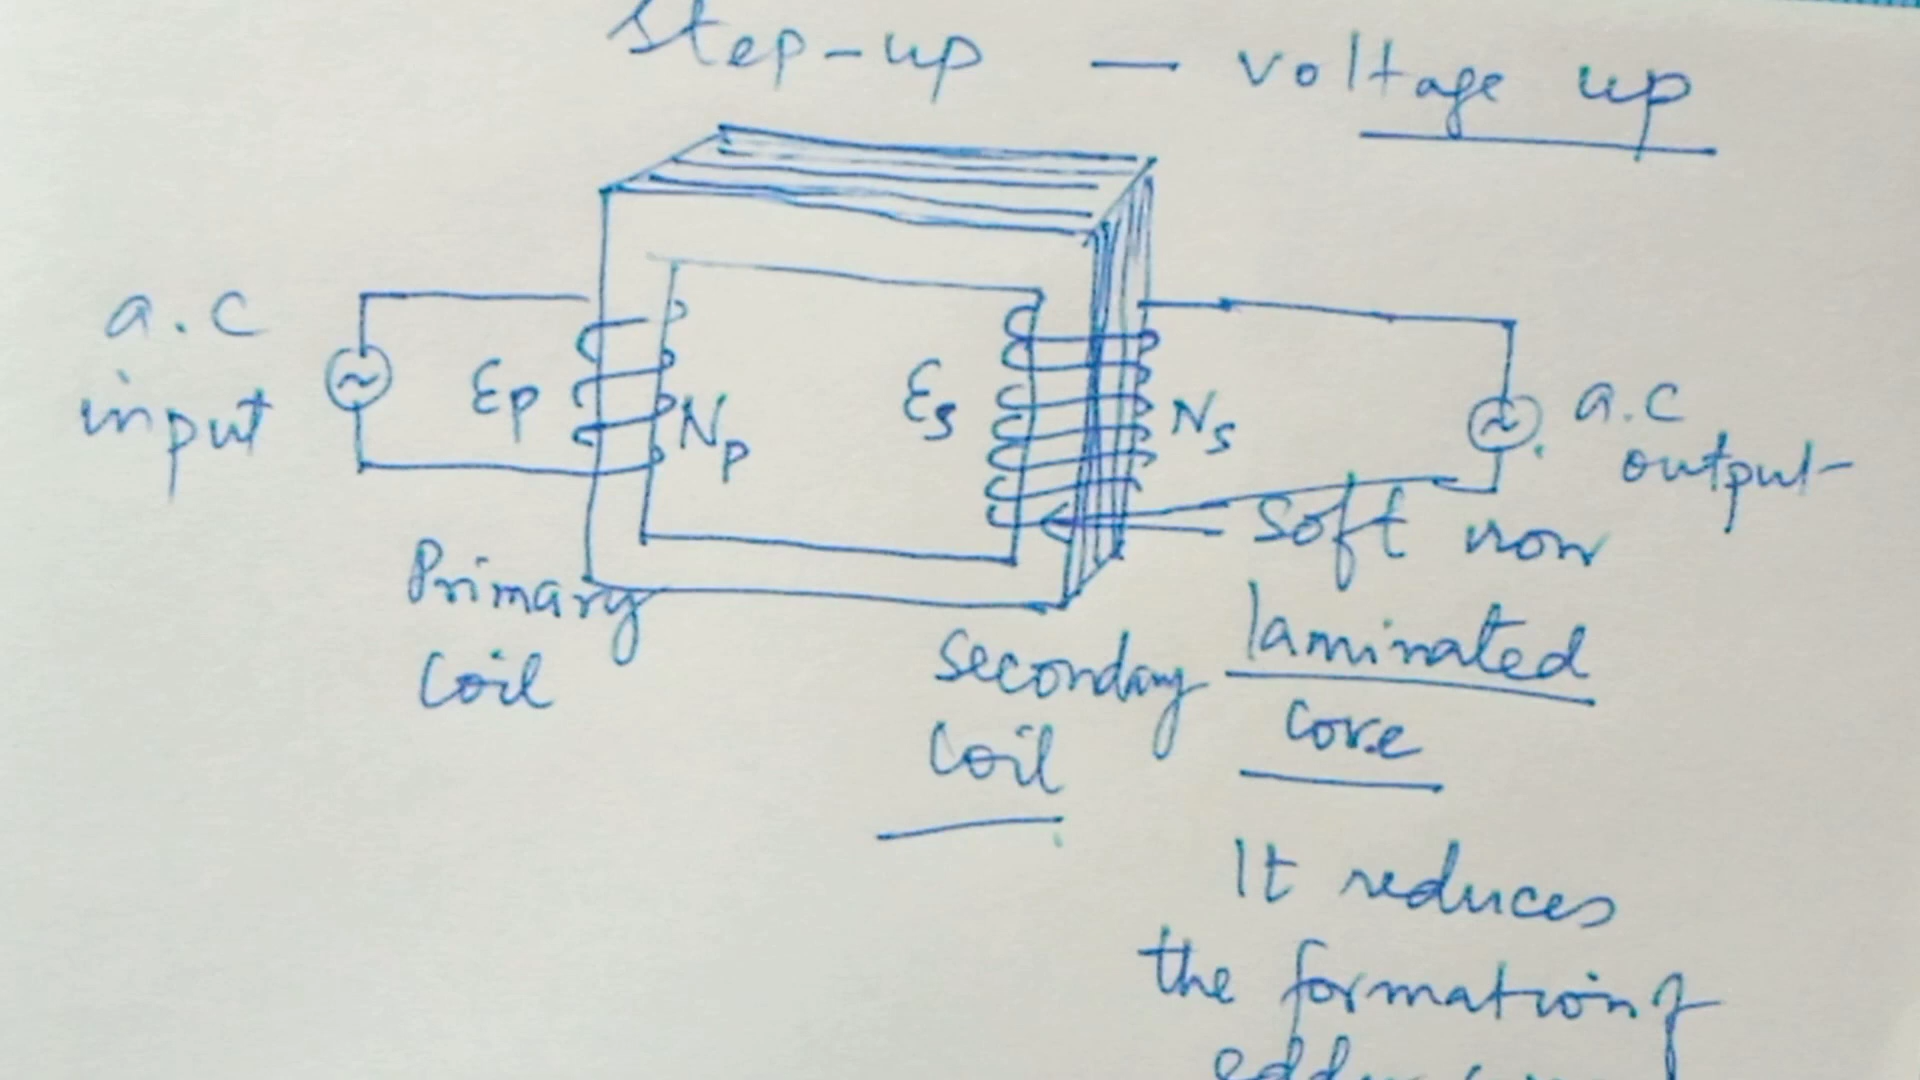 Step-up — voltage up
a.c
input
Ep
Np
Es
Ns
a.c
output
Soft iron
laminated
core
Primary
Coil
Secondary
Coil
It reduces
the formation of